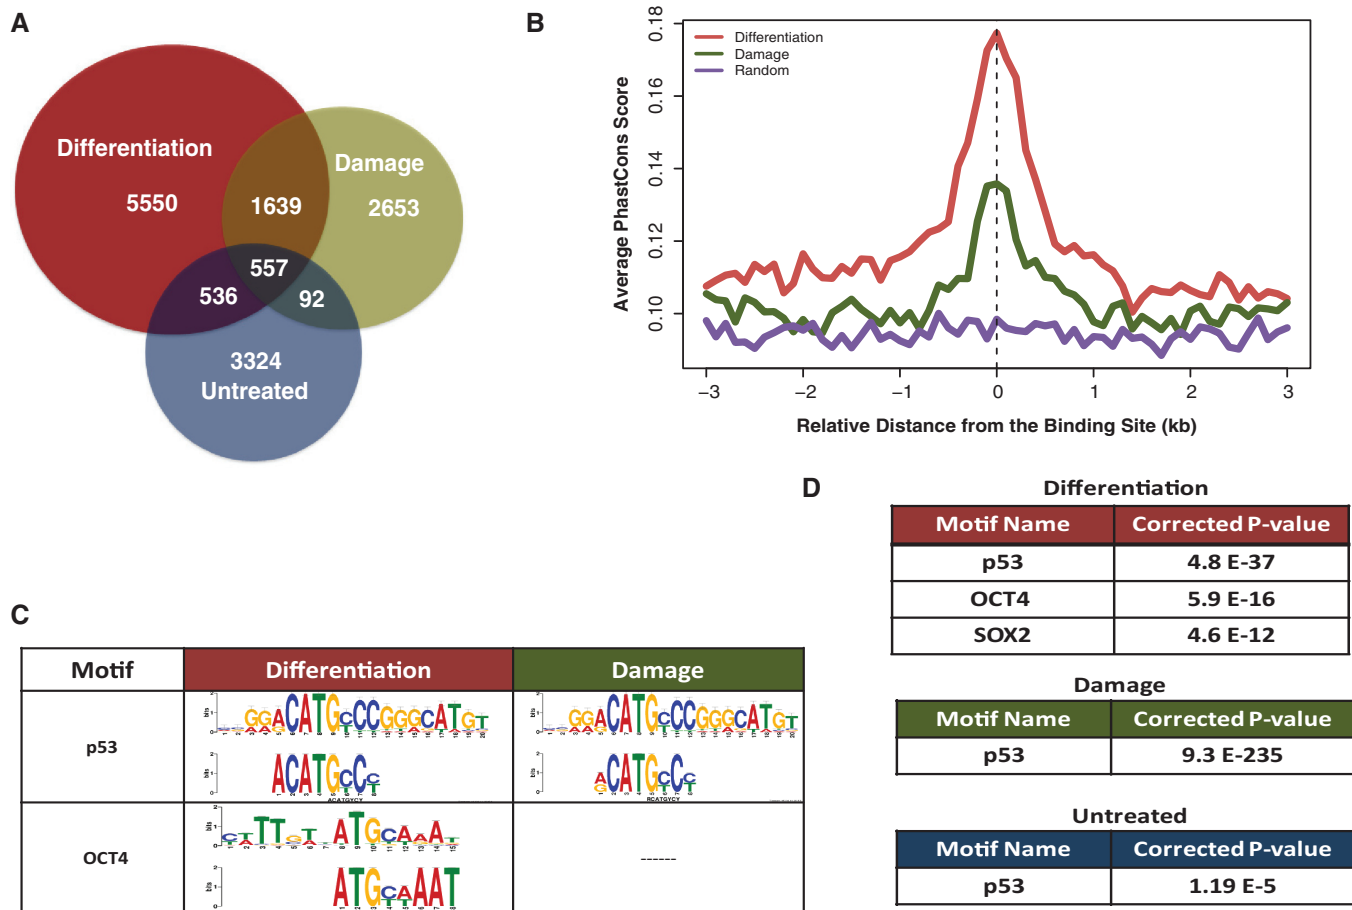 A
Differentiation
5550
Damage
2653
1639
557
536
92
3324
Untreated
B
Differentiation
Damage
Random
Average PhastCons Score
0.18
0.16
0.14
0.12
0.10
−3
−2
−1
0
1
2
3
Relative Distance from the Binding Site (kb)
C
Motif
Differentiation
Damage
p53
ACATGYCY
RCATGYCY
OCT4
------
D
Differentiation
Motif Name
Corrected P-value
p53
4.8 E-37
OCT4
5.9 E-16
SOX2
4.6 E-12
Damage
Motif Name
Corrected P-value
p53
9.3 E-235
Untreated
Motif Name
Corrected P-value
p53
1.19 E-5